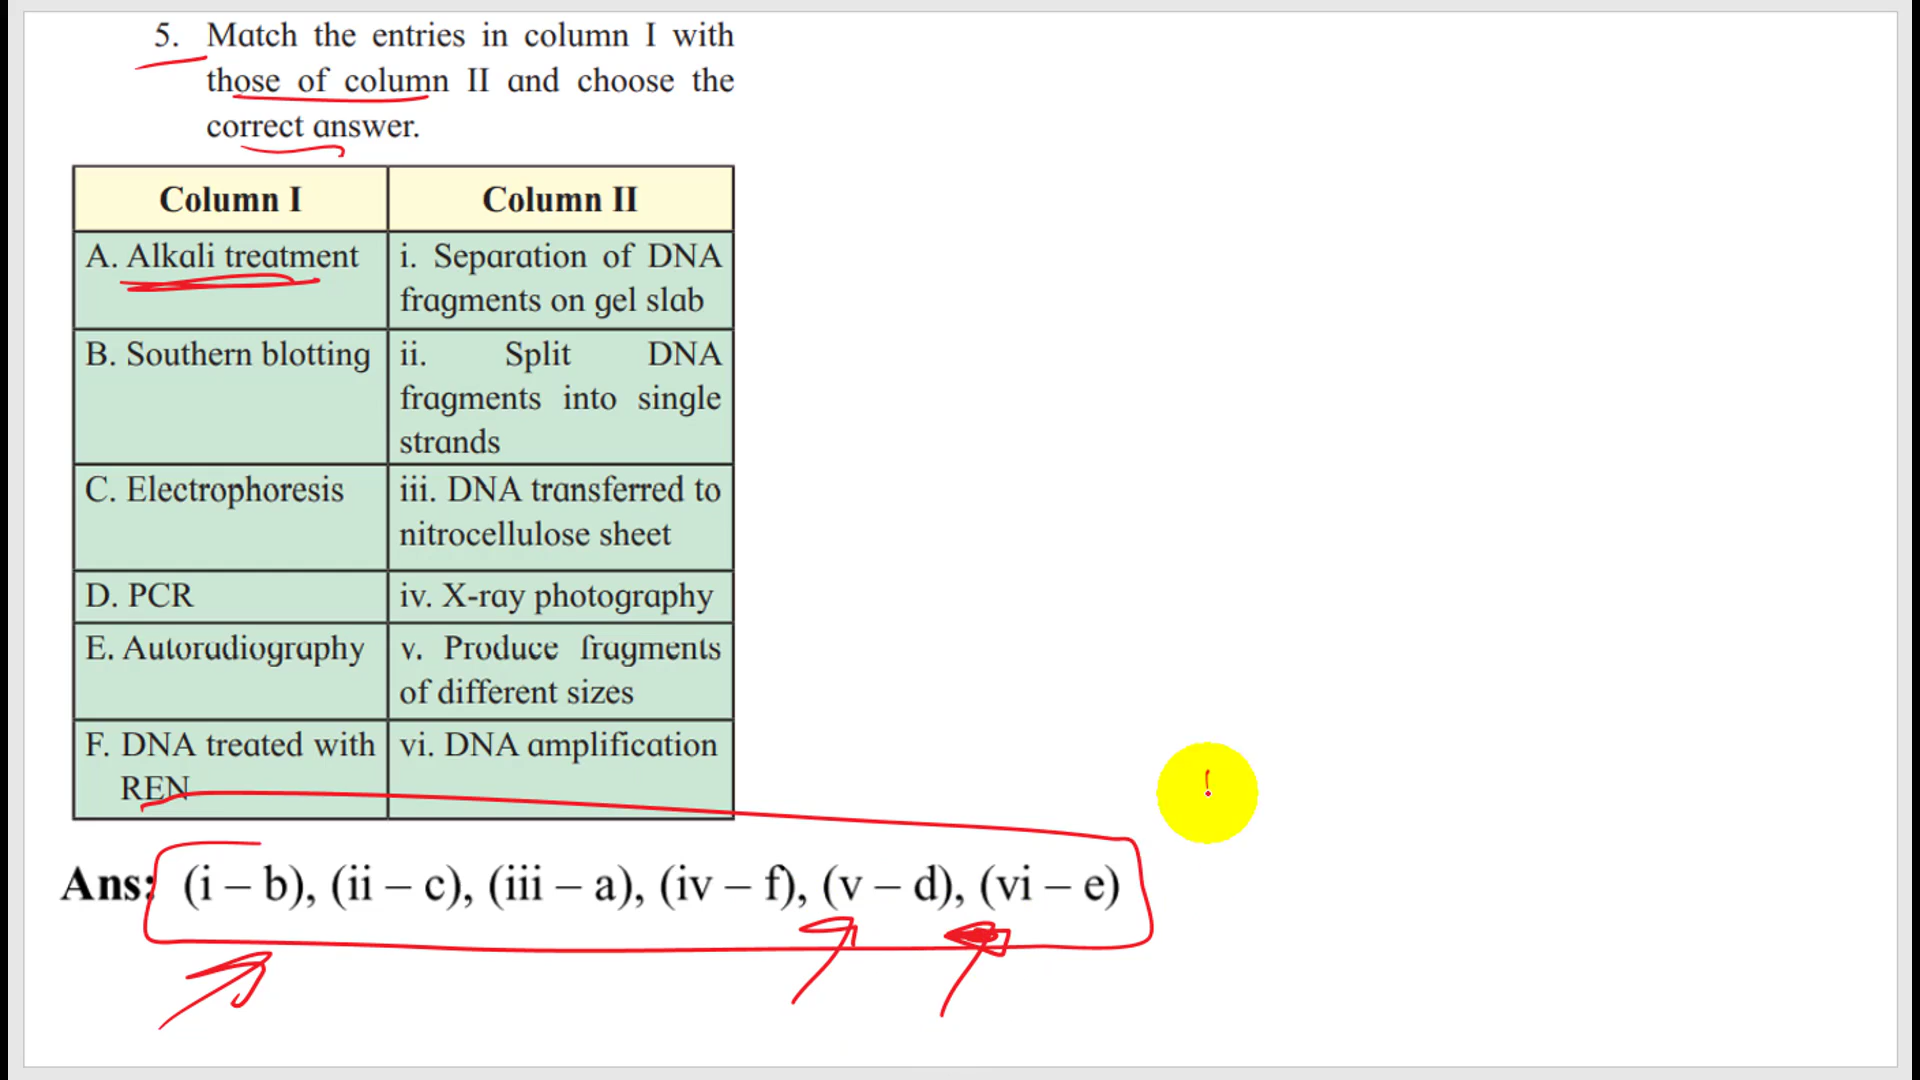 5. Match the entries in column I with
those of column II and choose the
correct answer.
Column I
Column II
A. Alkali treatment
i. Separation of DNA
fragments on gel slab
B. Southern blotting
ii. Split DNA
fragments into single
strands
C. Electrophoresis
iii. DNA transferred to
nitrocellulose sheet
D. PCR
iv. X-ray photography
E. Autoradiography
v. Produce fragments
of different sizes
F. DNA treated with
REN
vi. DNA amplification
Ans: (i – b), (ii – c), (iii – a), (iv – f), (v – d), (vi – e)